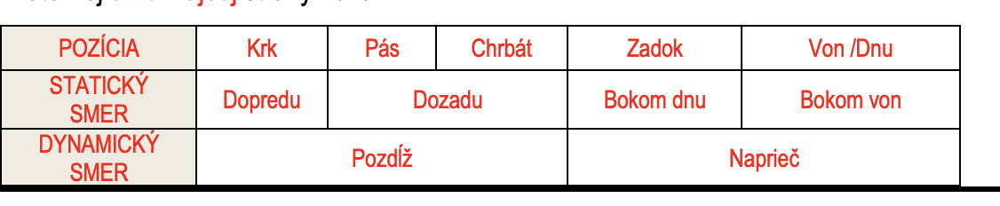 POZÍCIA Krk Pás Chrbát Zadok Von /Dnu
STATICKÝ SMER Dopredu Dozadu Bokom dnu Bokom von
DYNAMICKÝ SMER Pozdĺž Naprieč